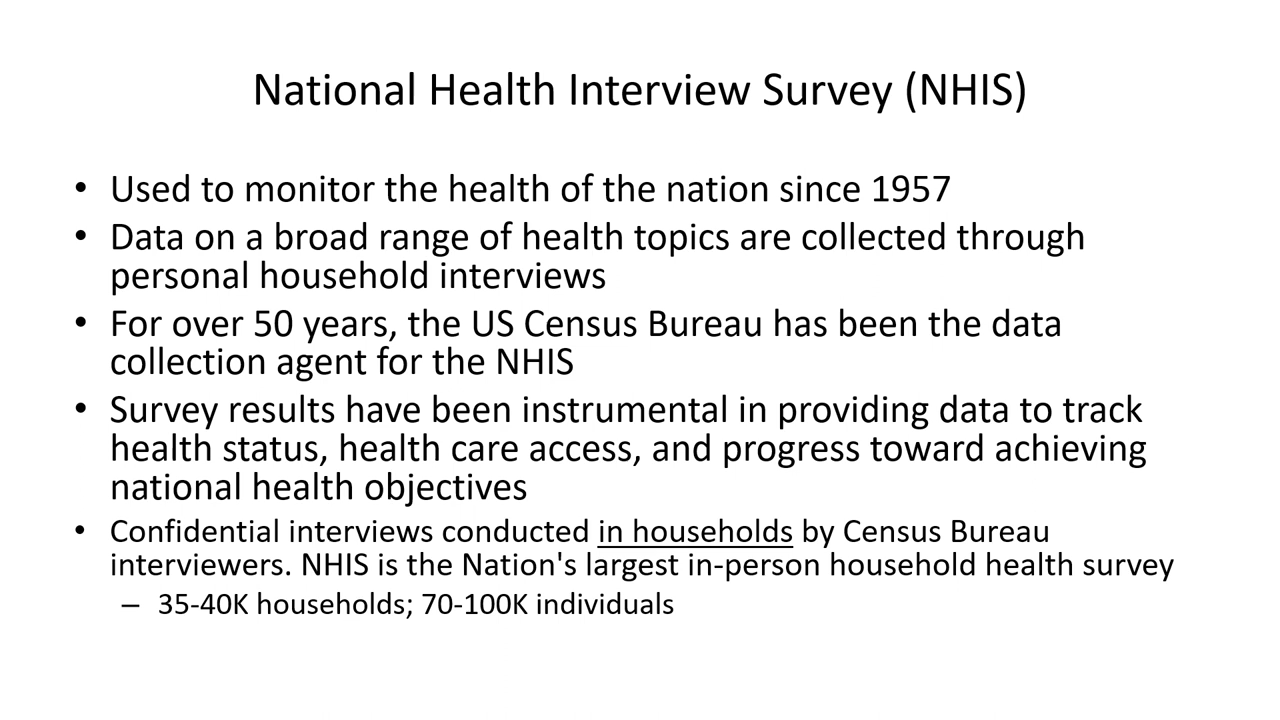 National Health Interview Survey (NHIS)
• Used to monitor the health of the nation since 1957
• Data on a broad range of health topics are collected through
personal household interviews
• For over 50 years, the US Census Bureau has been the data
collection agent for the NHIS
• Survey results have been instrumental in providing data to track
health status, health care access, and progress toward achieving
national health objectives
• Confidential interviews conducted in households by Census Bureau
interviewers. NHIS is the Nation's largest in-person household health survey
– 35-40K households; 70-100K individuals